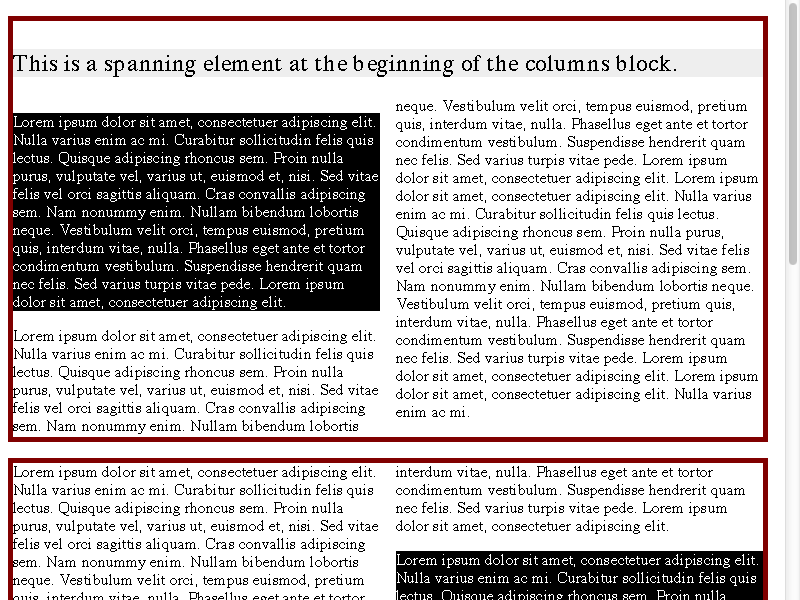 This is a spanning element at the beginning of the columns block.
Lorem ipsum dolor sit amet, consectetuer adipiscing elit.
Nulla varius enim ac mi. Curabitur sollicitudin felis quis
lectus. Quisque adipiscing rhoncus sem. Proin nulla
purus, vulputate vel, varius ut, euismod et, nisi. Sed vitae
felis vel orci sagittis aliquam. Cras convallis adipiscing
sem. Nam nonummy enim. Nullam bibendum lobortis
neque. Vestibulum velit orci, tempus euismod, pretium
quis, interdum vitae, nulla. Phasellus eget ante et tortor
condimentum vestibulum. Suspendisse hendrerit quam
nec felis. Sed varius turpis vitae pede. Lorem ipsum
dolor sit amet, consectetuer adipiscing elit.
Lorem ipsum dolor sit amet, consectetuer adipiscing elit.
Nulla varius enim ac mi. Curabitur sollicitudin felis quis
lectus. Quisque adipiscing rhoncus sem. Proin nulla
purus, vulputate vel, varius ut, euismod et, nisi. Sed vitae
felis vel orci sagittis aliquam. Cras convallis adipiscing
sem. Nam nonummy enim. Nullam bibendum lobortis
neque. Vestibulum velit orci, tempus euismod, pretium
quis, interdum vitae, nulla. Phasellus eget ante et tortor
condimentum vestibulum. Suspendisse hendrerit quam
nec felis. Sed varius turpis vitae pede. Lorem ipsum
dolor sit amet, consectetuer adipiscing elit. Lorem ipsum
dolor sit amet, consectetuer adipiscing elit. Nulla varius
enim ac mi. Curabitur sollicitudin felis quis lectus.
Quisque adipiscing rhoncus sem. Proin nulla purus,
vulputate vel, varius ut, euismod et, nisi. Sed vitae felis
vel orci sagittis aliquam. Cras convallis adipiscing sem.
Nam nonummy enim. Nullam bibendum lobortis neque.
Vestibulum velit orci, tempus euismod, pretium quis,
interdum vitae, nulla. Phasellus eget ante et tortor
condimentum vestibulum. Suspendisse hendrerit quam
nec felis. Sed varius turpis vitae pede. Lorem ipsum
dolor sit amet, consectetuer adipiscing elit. Lorem ipsum
dolor sit amet, consectetuer adipiscing elit. Nulla varius
enim ac mi.
Lorem ipsum dolor sit amet, consectetuer adipiscing elit.
Nulla varius enim ac mi. Curabitur sollicitudin felis quis
lectus. Quisque adipiscing rhoncus sem. Proin nulla
purus, vulputate vel, varius ut, euismod et, nisi. Sed vitae
felis vel orci sagittis aliquam. Cras convallis adipiscing
sem. Nam nonummy enim. Nullam bibendum lobortis
neque. Vestibulum velit orci, tempus euismod, pretium
quis, interdum vitae, nulla. Phasellus eget ante et tortor
interdum vitae, nulla. Phasellus eget ante et tortor
condimentum vestibulum. Suspendisse hendrerit quam
nec felis. Sed varius turpis vitae pede. Lorem ipsum
dolor sit amet, consectetuer adipiscing elit.
Lorem ipsum dolor sit amet, consectetuer adipiscing elit.
Nulla varius enim ac mi. Curabitur sollicitudin felis quis
lectus. Quisque adipiscing rhoncus sem. Proin nulla